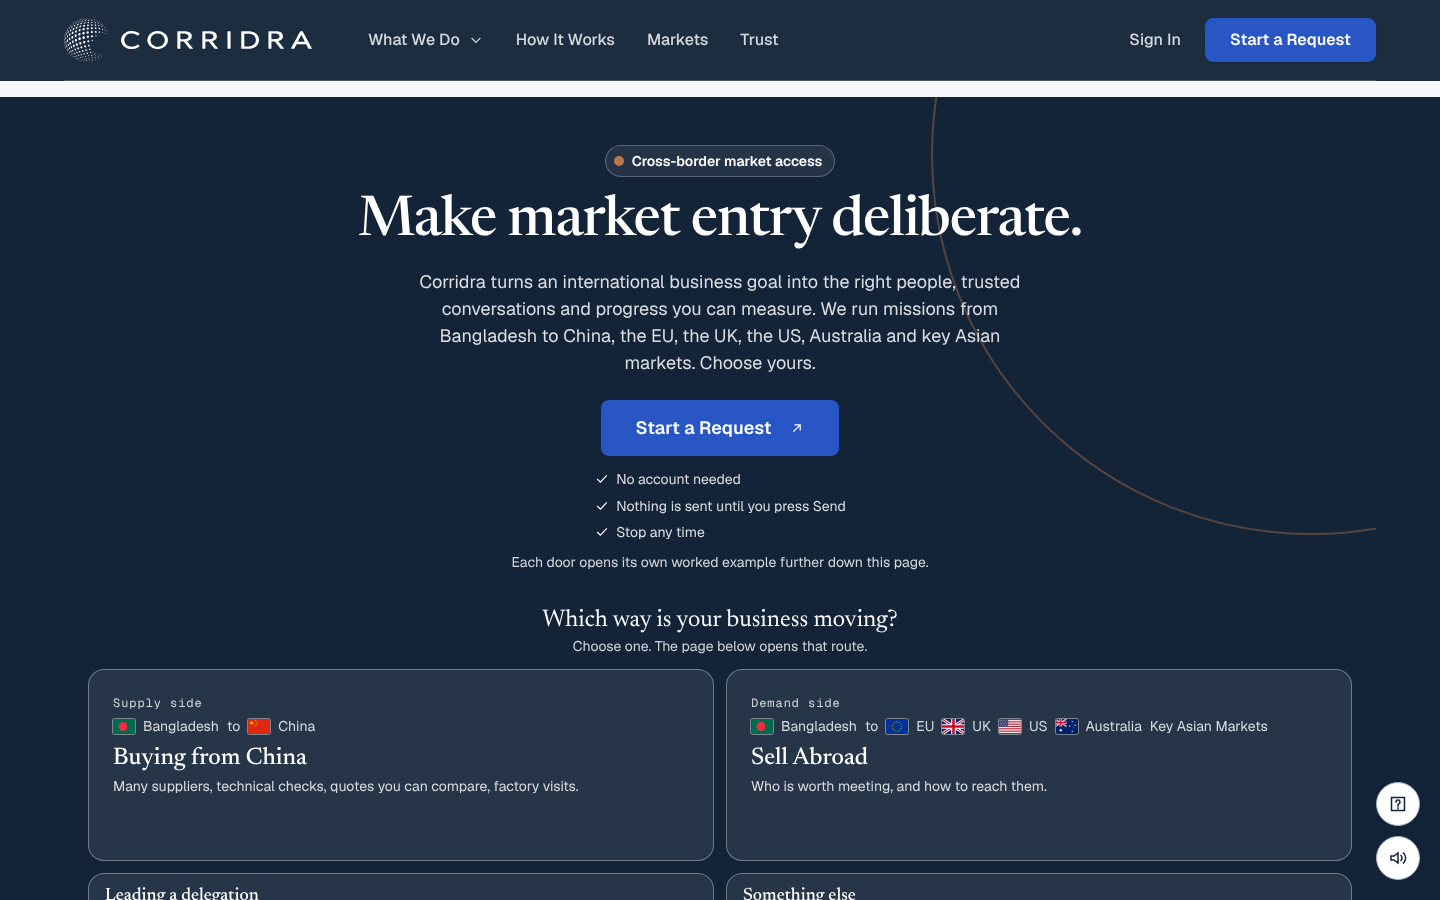 CORRIDRA
What We Do
How It Works
Markets
Trust
Sign In
Start a Request
Cross-border market access
Make market entry deliberate.
Corridra turns an international business goal into the right people, trusted
conversations and progress you can measure. We run missions from
Bangladesh to China, the EU, the UK, the US, Australia and key Asian
markets. Choose yours.
Start a Request
No account needed
Nothing is sent until you press Send
Stop any time
Each door opens its own worked example further down this page.
Which way is your business moving?
Choose one. The page below opens that route.
Supply side
Bangladesh to China
Buying from China
Many suppliers, technical checks, quotes you can compare, factory visits.
Demand side
Bangladesh to EU UK US Australia Key Asian Markets
Sell Abroad
Who is worth meeting, and how to reach them.
Leading a delegation
Something else